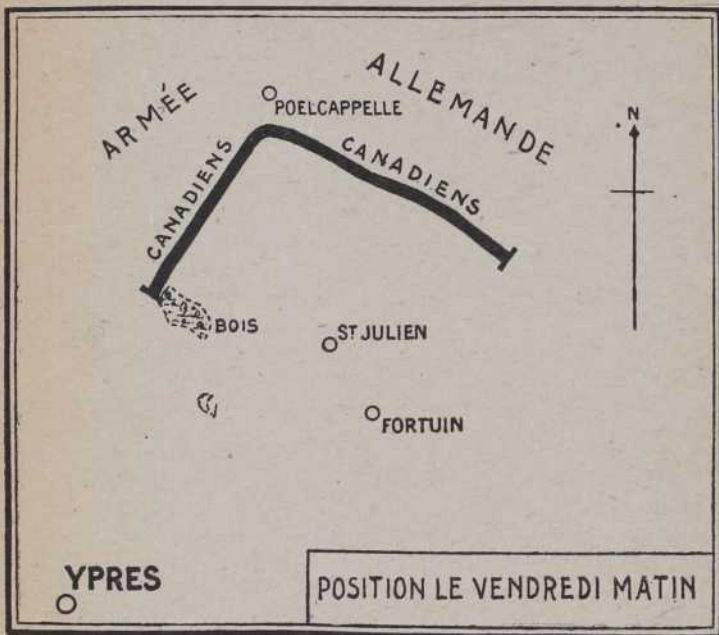 ARMÉE
ALLEMANDE
POELCAPPELLE
N
CANADIENS
CANADIENS
BOIS
ST JULIEN
FORTUIN
YPRES
POSITION LE VENDREDI MATIN